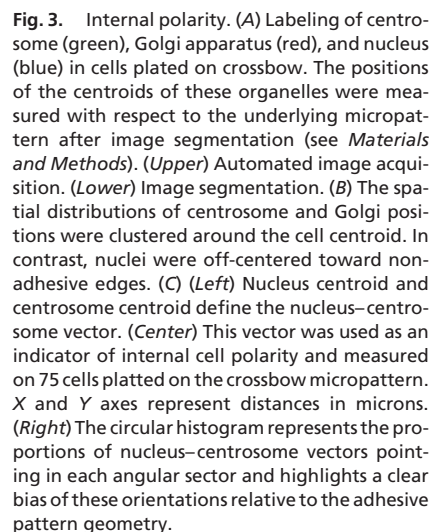 Fig. 3. Internal polarity. (A) Labeling of centro-
some (green), Golgi apparatus (red), and nucleus
(blue) in cells plated on crossbow. The positions
of the centroids of these organelles were mea-
sured with respect to the underlying micropat-
tern after image segmentation (see Materials
and Methods). (Upper) Automated image acqui-
sition. (Lower) Image segmentation. (B) The spa-
tial distributions of centrosome and Golgi posi-
tions were clustered around the cell centroid. In
contrast, nuclei were off-centered toward non-
adhesive edges. (C) (Left) Nucleus centroid and
centrosome centroid define the nucleus–centro-
some vector. (Center) This vector was used as an
indicator of internal cell polarity and measured
on 75 cells platted on the crossbow micropattern.
X and Y axes represent distances in microns.
(Right) The circular histogram represents the pro-
portions of nucleus–centrosome vectors point-
ing in each angular sector and highlights a clear
bias of these orientations relative to the adhesive
pattern geometry.